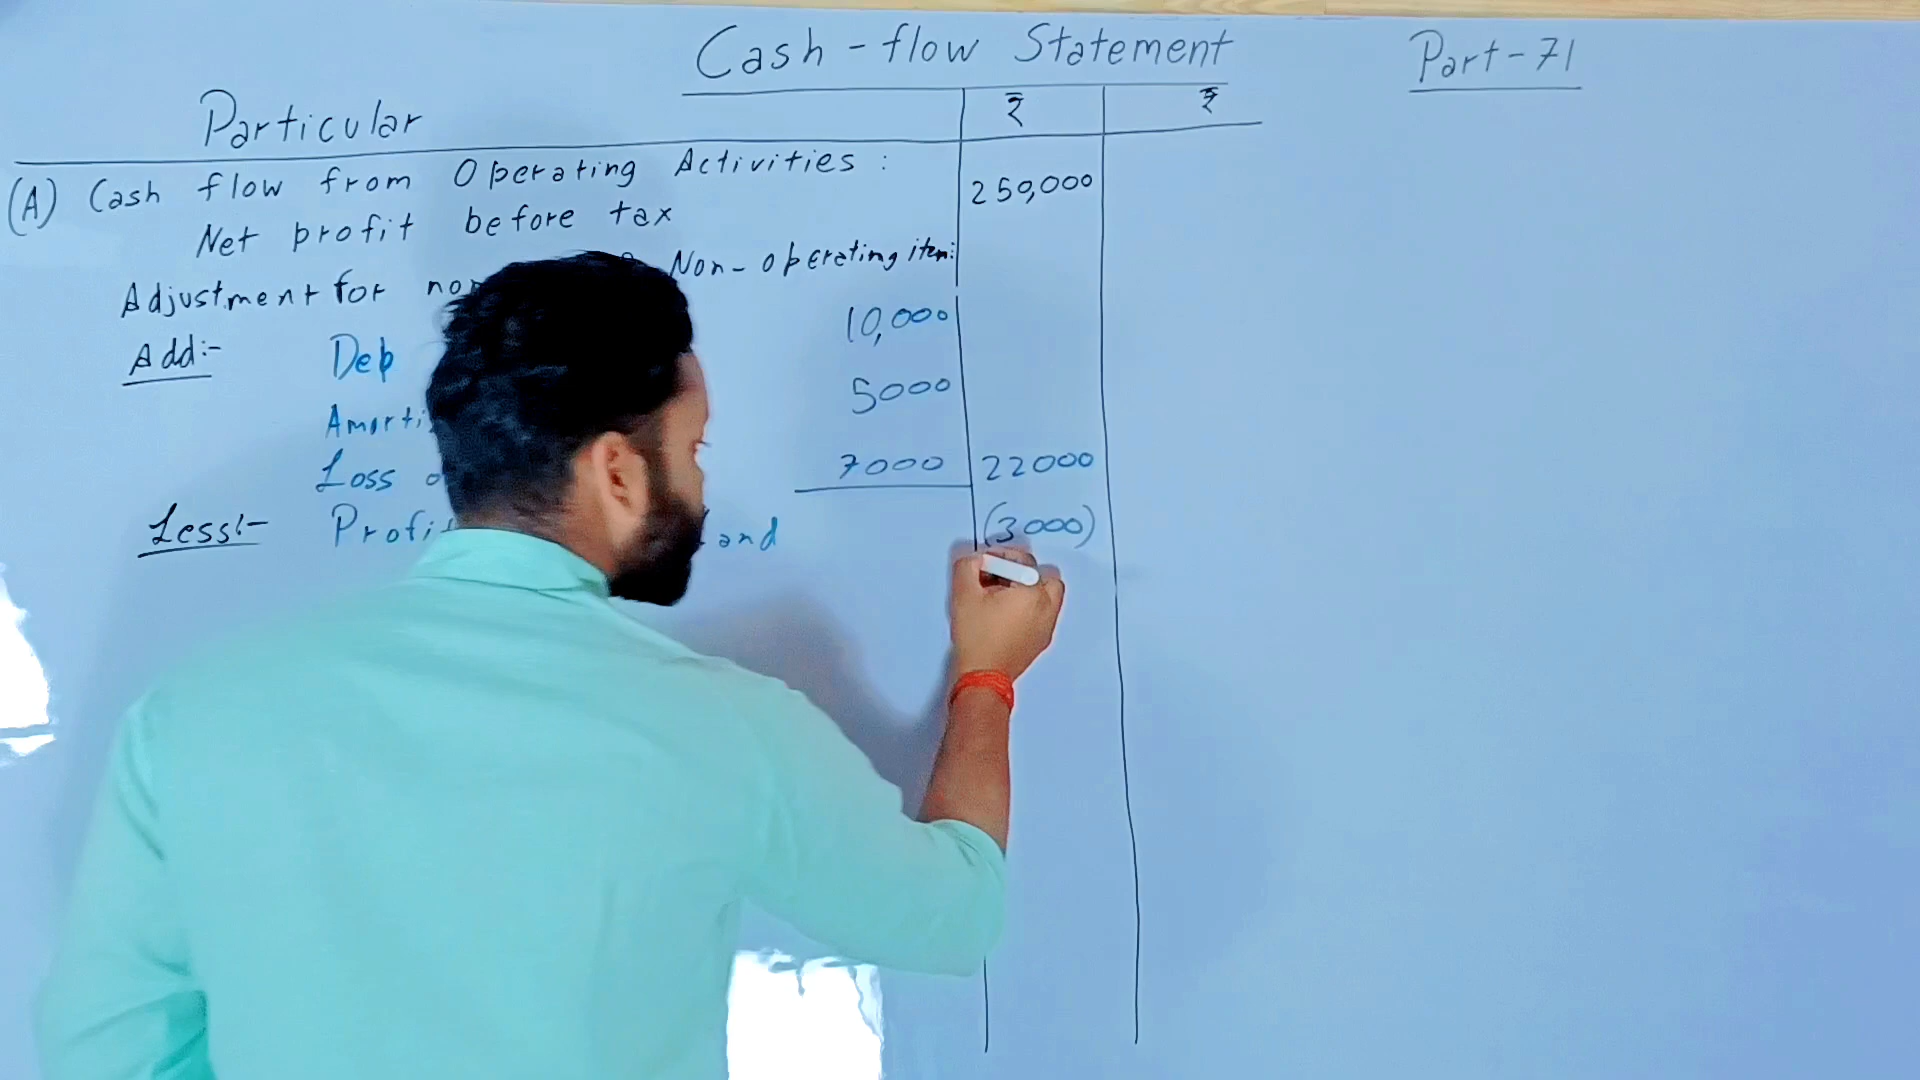 Cash-flow Statement Part-71
Particular ₹ ₹
(A) Cash flow from Operating Activities : 250,000
Net profit before tax
Adjustment for Non-operating item:
Add:- Dep 10,000
5000
Loss 7000 22000
Less:- (3000)